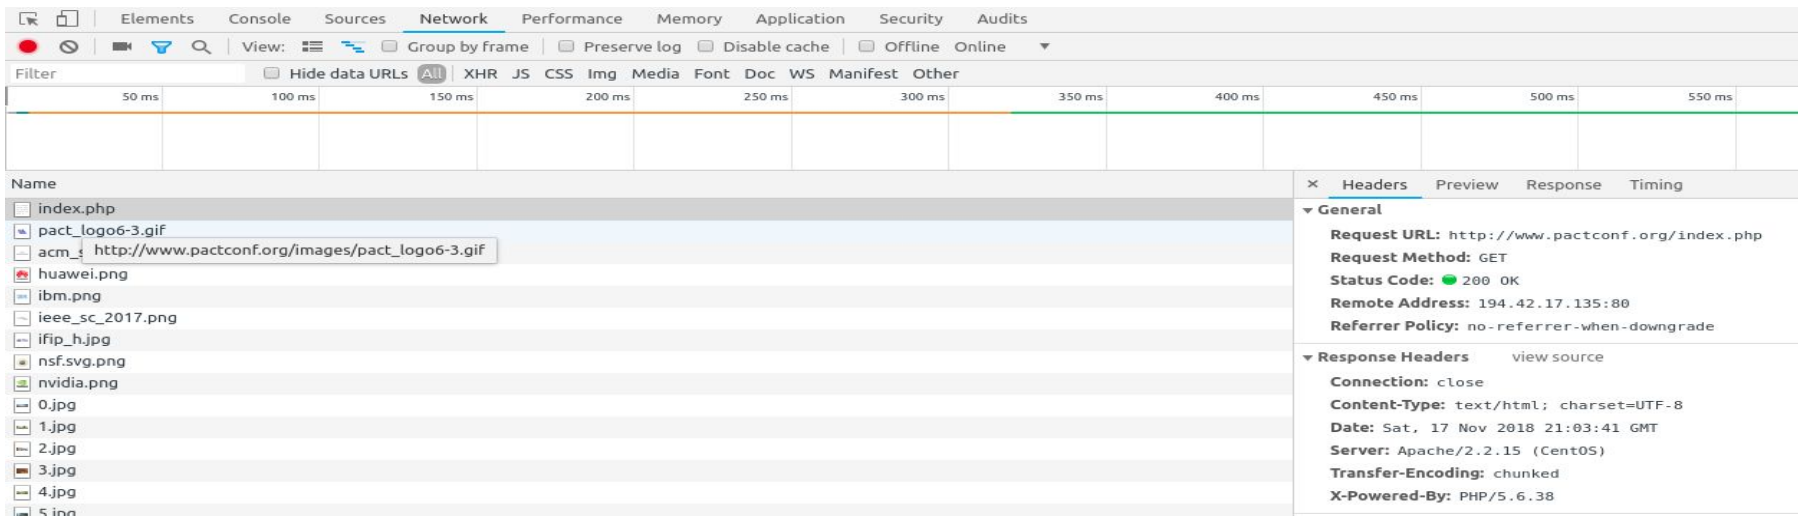 Elements Console Sources Network Performance Memory Application Security Audits
View: Group by frame Preserve log Disable cache Offline Online
Filter Hide data URLs All XHR JS CSS Img Media Font Doc WS Manifest Other
50 ms 100 ms 150 ms 200 ms 250 ms 300 ms 350 ms 400 ms 450 ms 500 ms 550 ms
Name
index.php
pact_logo6-3.gif
http://www.pactconf.org/images/pact_logo6-3.gif
huawei.png
ibm.png
ieee_sc_2017.png
ifip_h.jpg
nsf.svg.png
nvidia.png
0.jpg
1.jpg
2.jpg
3.jpg
4.jpg
5.jpg
× Headers Preview Response Timing
General
Request URL: http://www.pactconf.org/index.php
Request Method: GET
Status Code: 200 OK
Remote Address: 194.42.17.135:80
Referrer Policy: no-referrer-when-downgrade
Response Headers view source
Connection: close
Content-Type: text/html; charset=UTF-8
Date: Sat, 17 Nov 2018 21:03:41 GMT
Server: Apache/2.2.15 (CentOS)
Transfer-Encoding: chunked
X-Powered-By: PHP/5.6.38